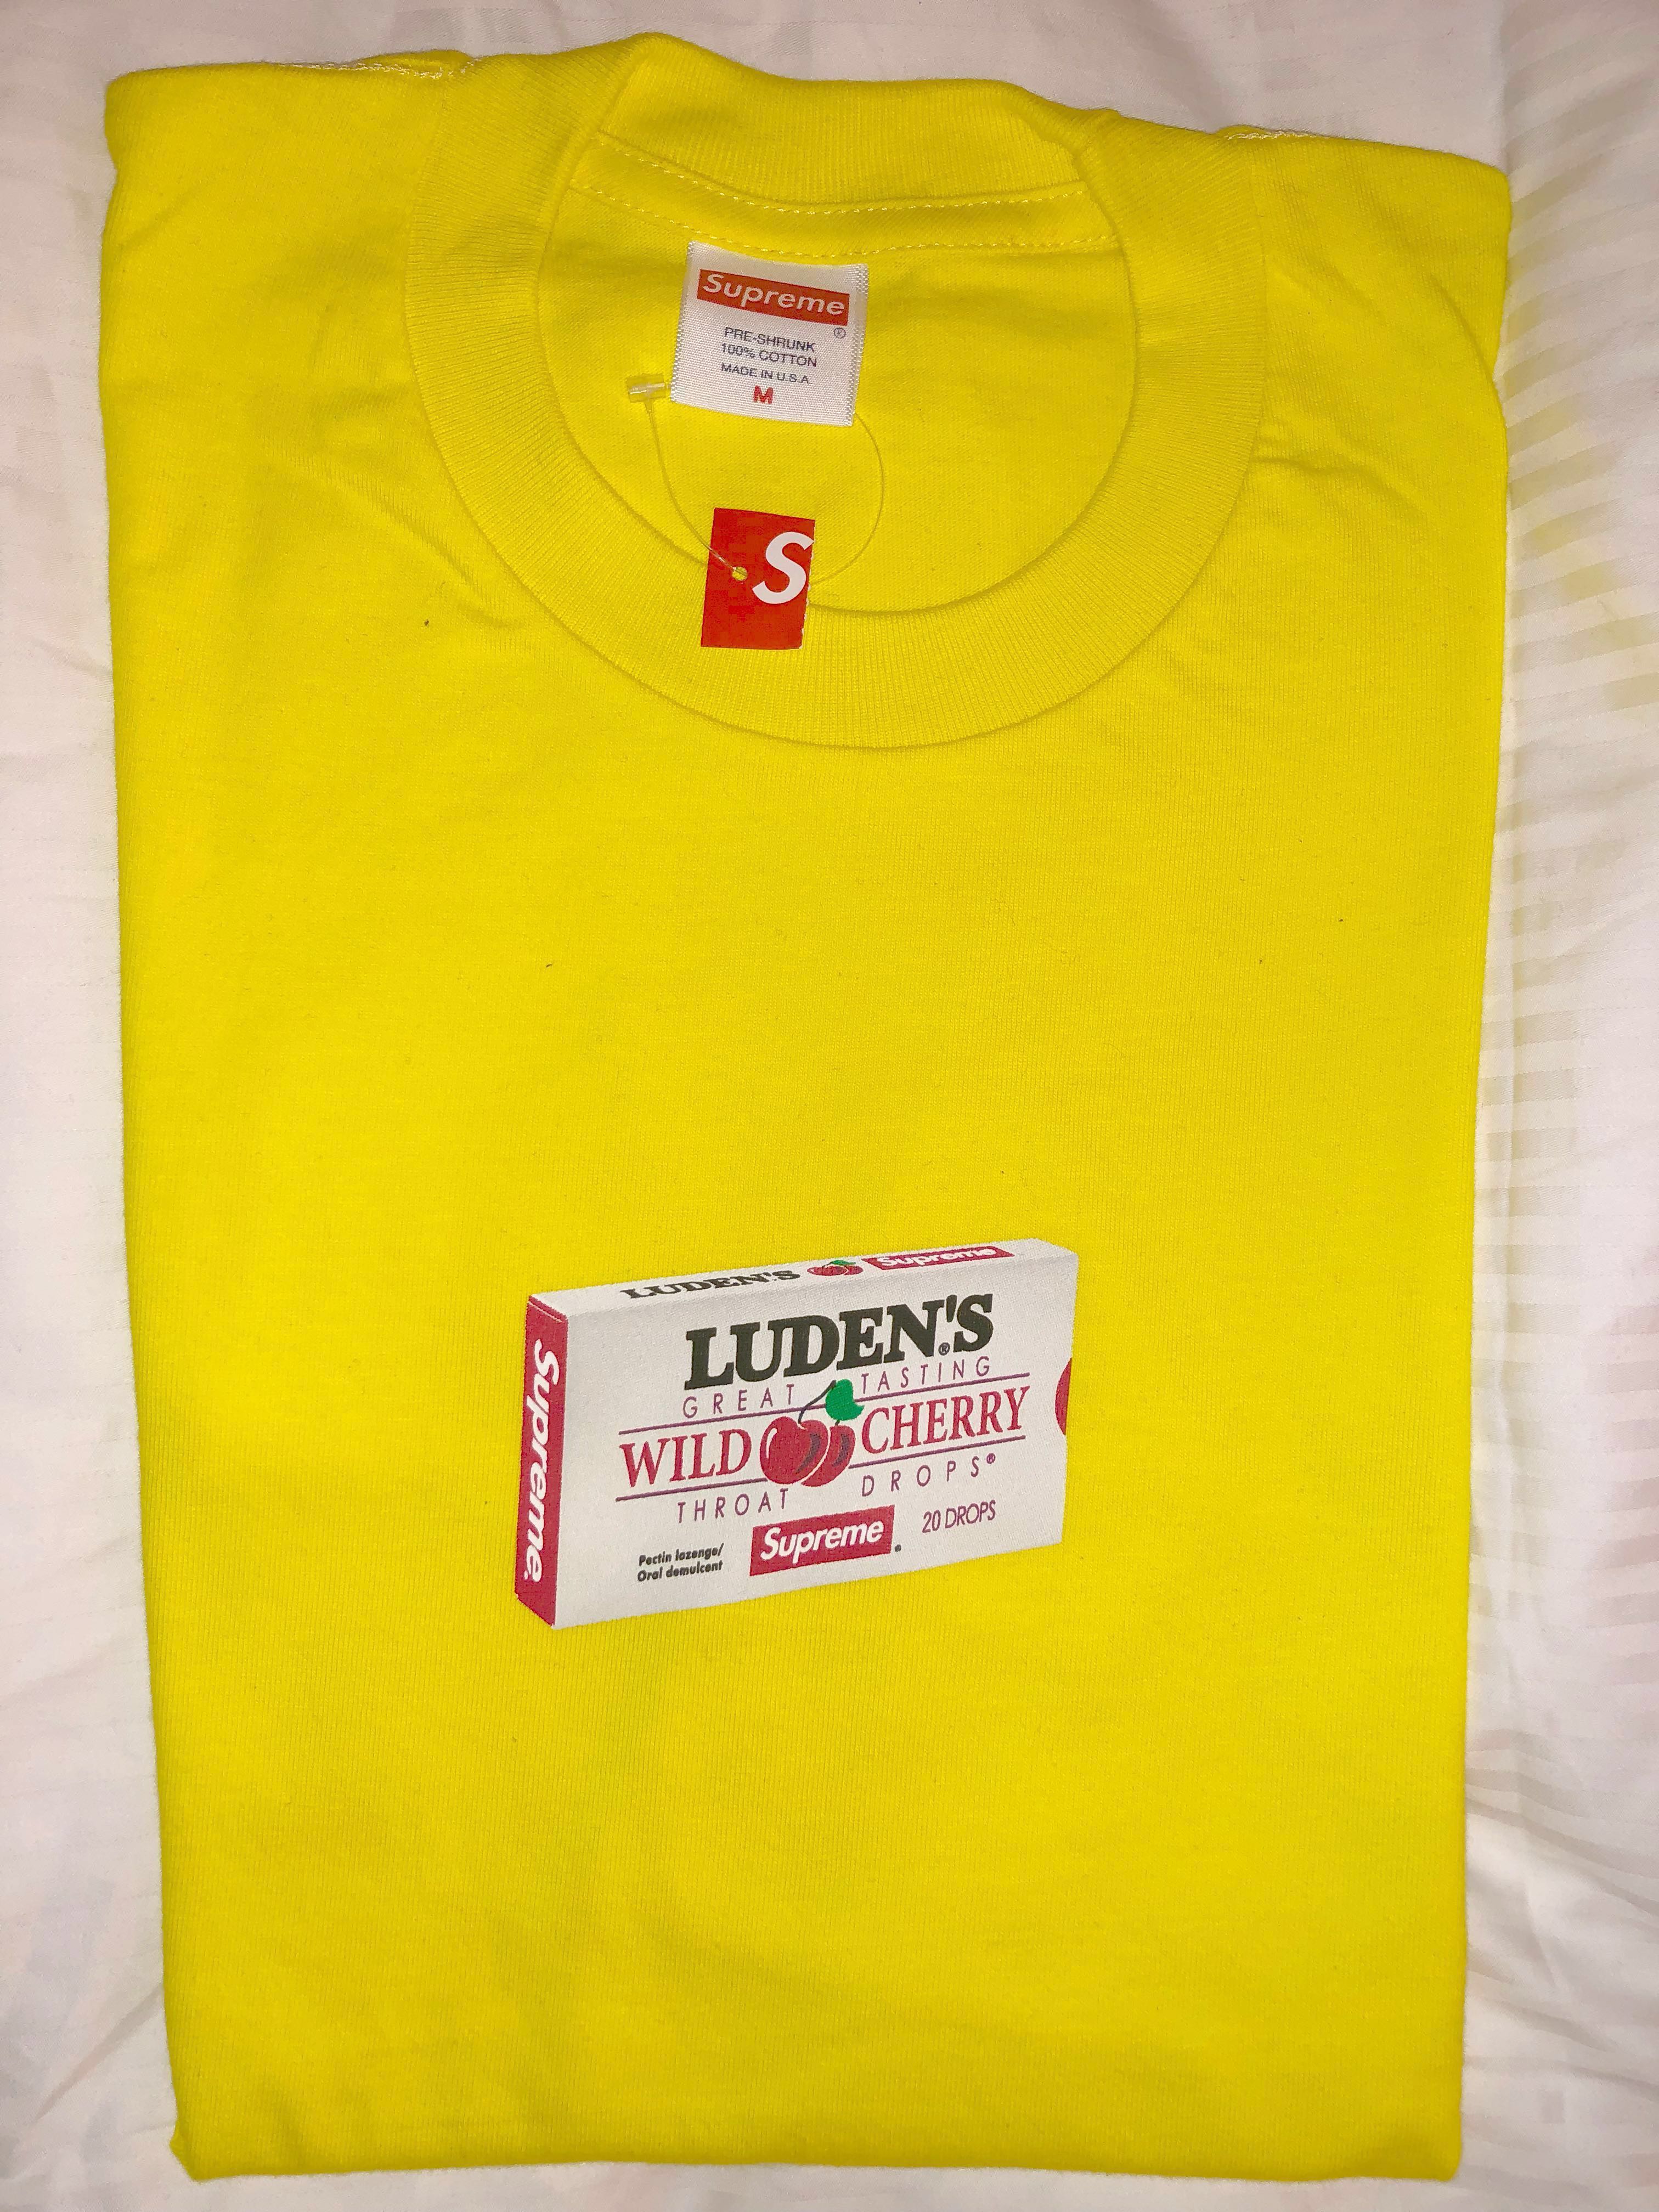 Supreme
®
PRE-SHRUNK
100% COTTON
MADE IN U.S.A.
M
S
LUDEN'S Supreme
Supreme.
LUDEN'S®
GREAT TASTING
WILD CHERRY
THROAT DROPS®
Pectin lozenge/
Oral demulcent
Supreme®
20 DROPS